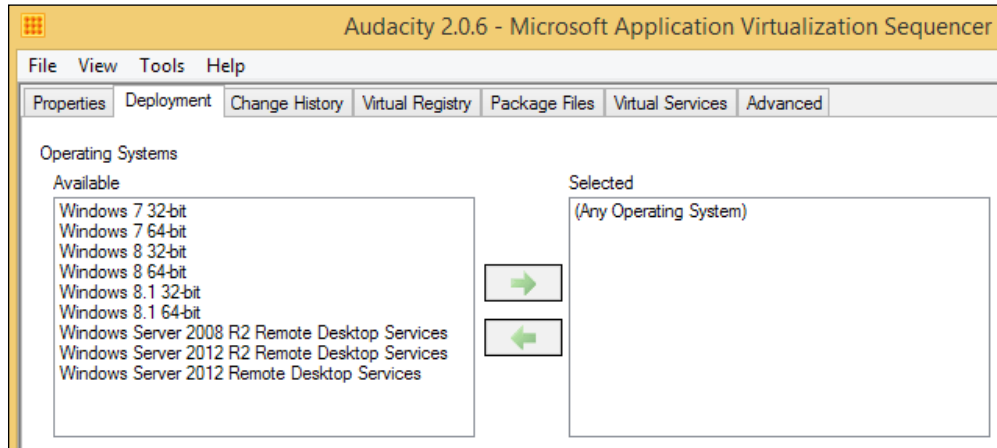 Audacity 2.0.6 - Microsoft Application Virtualization Sequencer
File View Tools Help
Properties Deployment Change History Virtual Registry Package Files Virtual Services Advanced
Operating Systems
Available
Windows 7 32-bit
Windows 7 64-bit
Windows 8 32-bit
Windows 8 64-bit
Windows 8.1 32-bit
Windows 8.1 64-bit
Windows Server 2008 R2 Remote Desktop Services
Windows Server 2012 R2 Remote Desktop Services
Windows Server 2012 Remote Desktop Services
Selected
(Any Operating System)